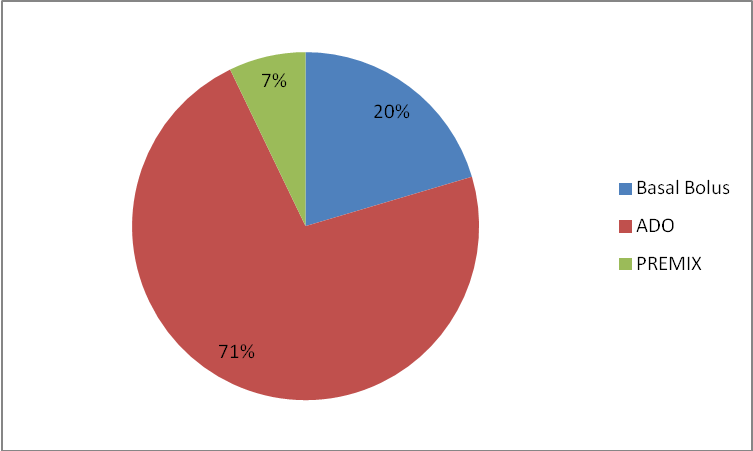 7%
20%
71%
Basal Bolus
ADO
PREMIX